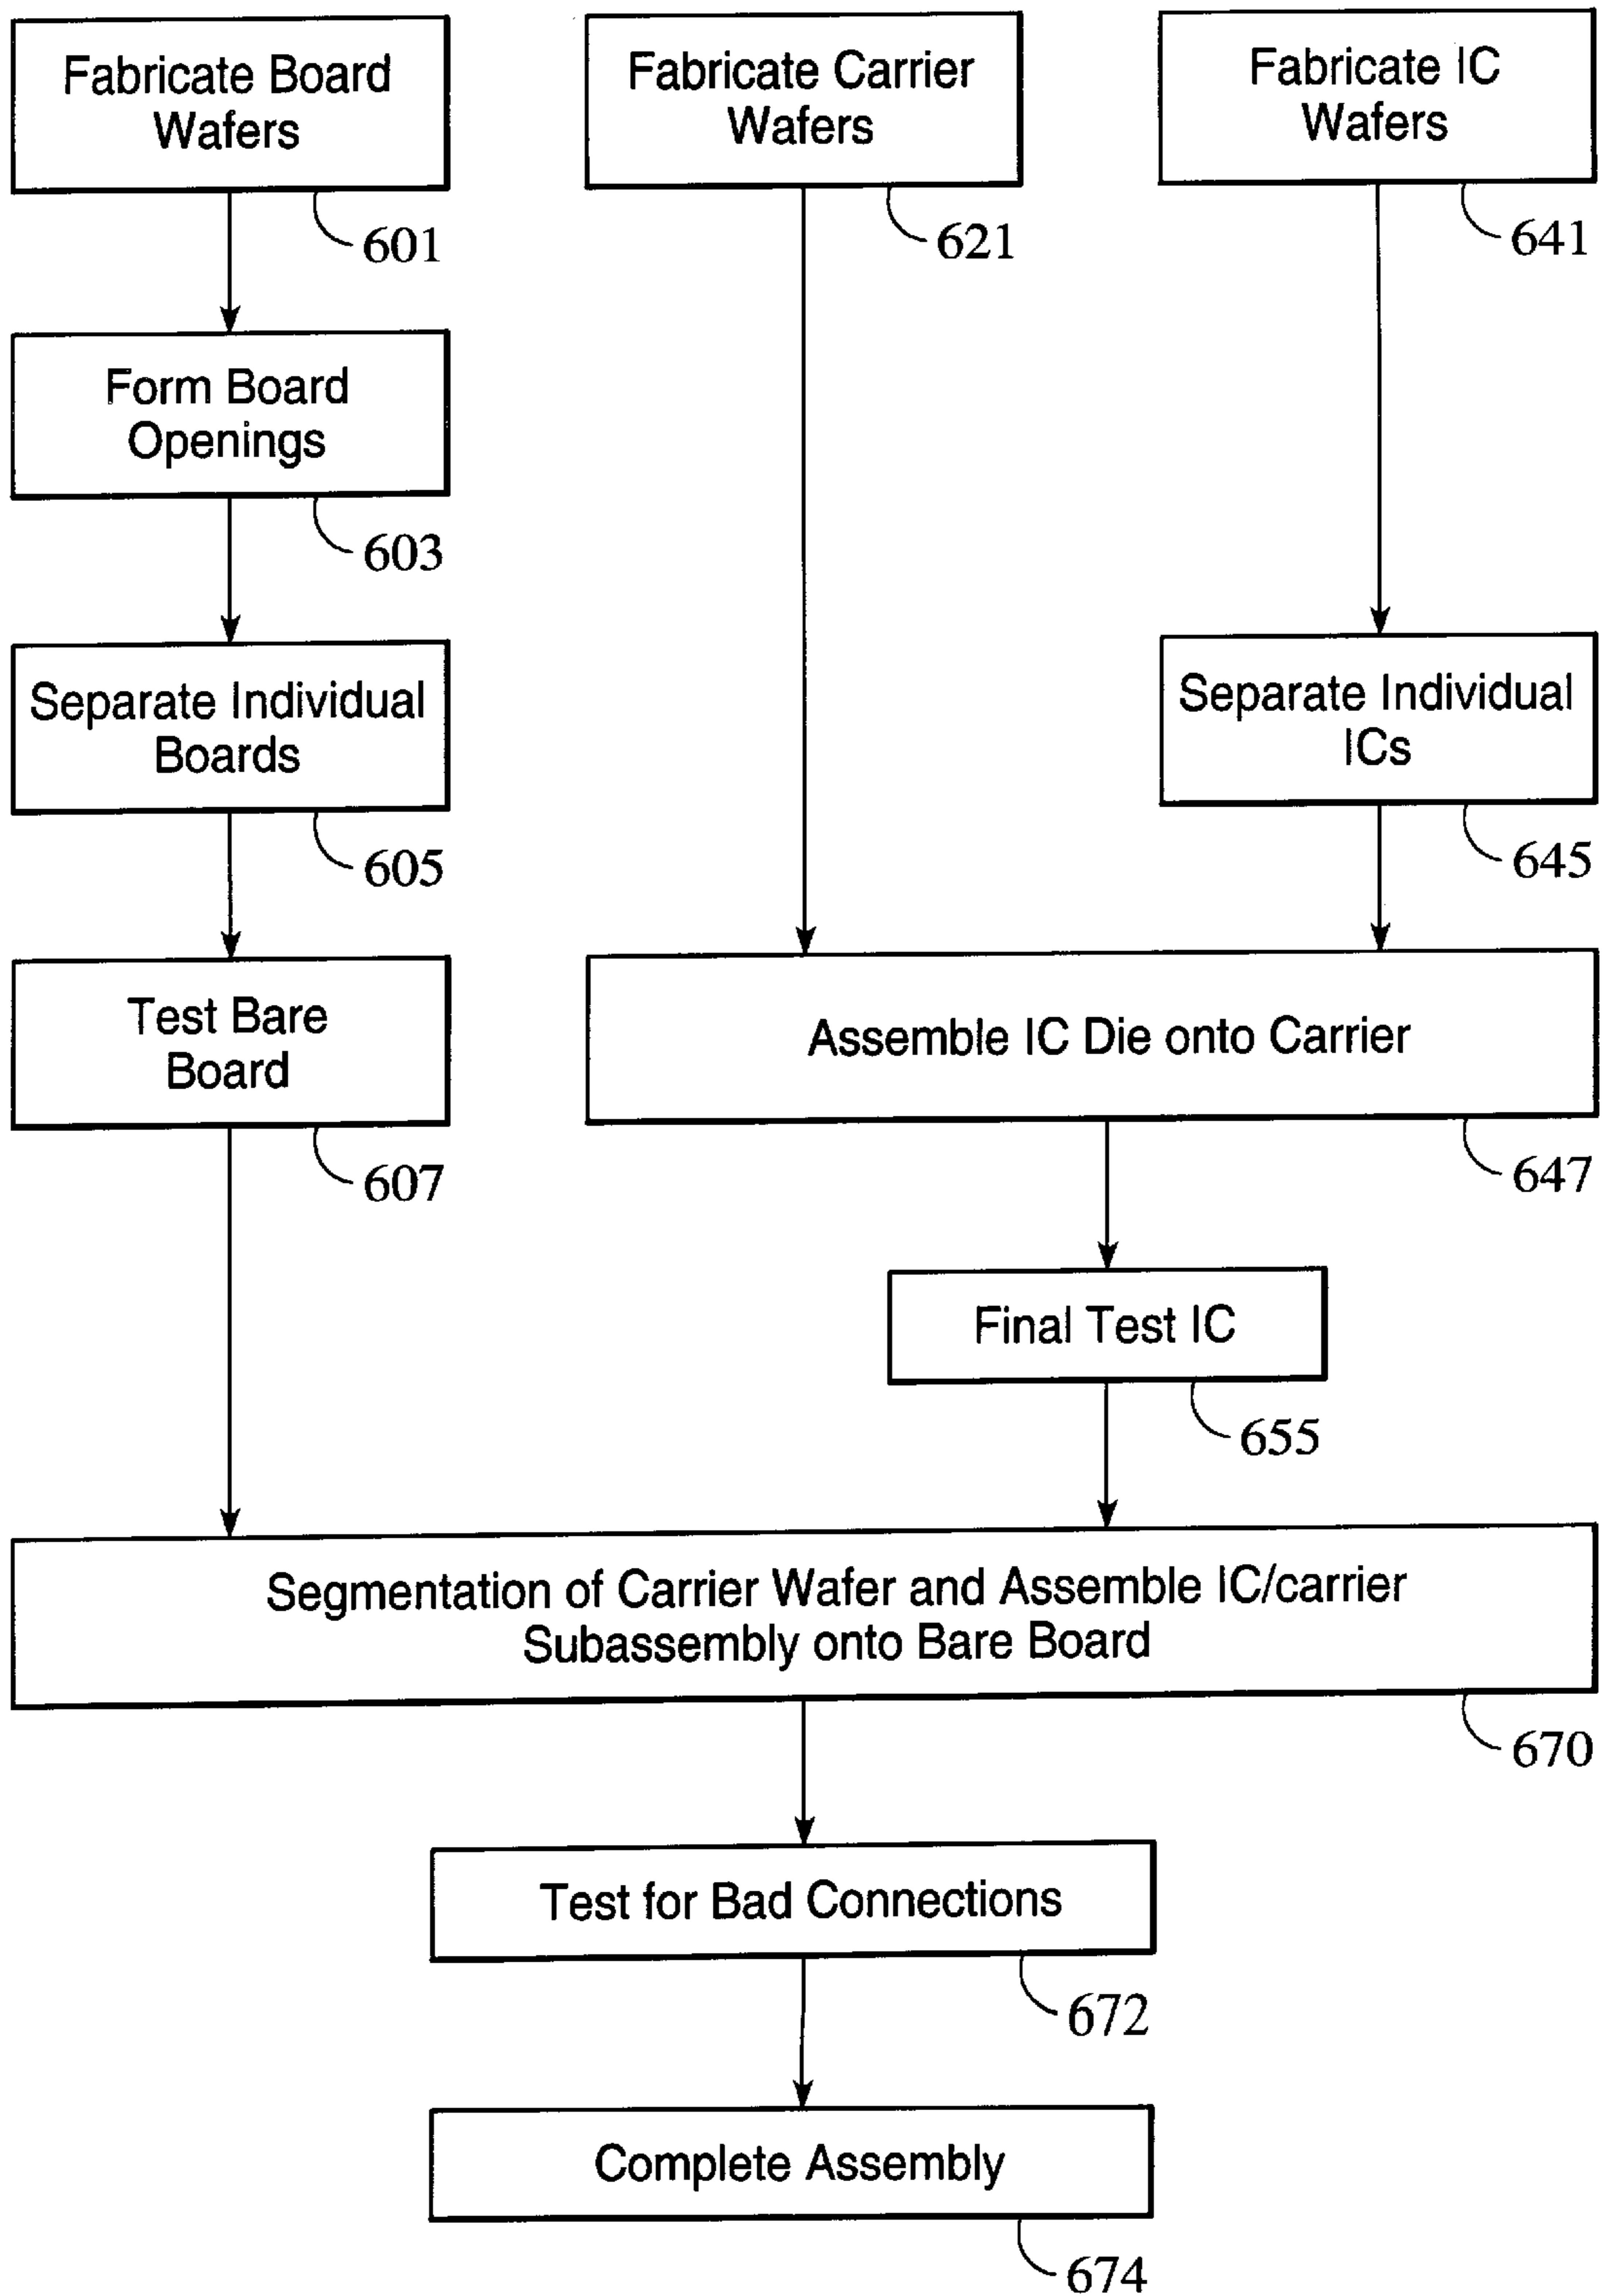 Fabricate Board
Wafers
601
Fabricate Carrier
Wafers
621
Fabricate IC
Wafers
641
Form Board
Openings
603
Separate Individual
Boards
605
Separate Individual
ICs
645
Test Bare
Board
607
Assemble IC Die onto Carrier
647
Final Test IC
655
Segmentation of Carrier Wafer and Assemble IC/carrier
Subassembly onto Bare Board
670
Test for Bad Connections
672
Complete Assembly
674